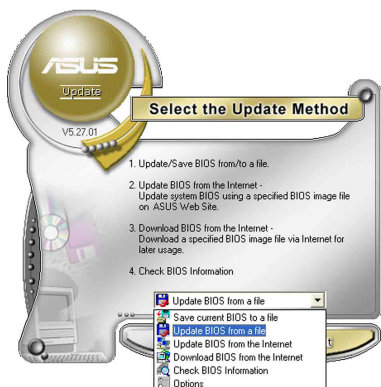 ASUS
Update
V5.27.01
Select the Update Method
1. Update/Save BIOS from/to a file.
2. Update BIOS from the Internet -
Update system BIOS using a specified BIOS image file
on ASUS Web Site.
3. Download BIOS from the Internet -
Download a specified BIOS image file via Internet for
later usage.
4. Check BIOS Information
Update BIOS from a file
Save current BIOS to a file
Update BIOS from a file
Update BIOS from the Internet
Download BIOS from the Internet
Check BIOS Information
Options